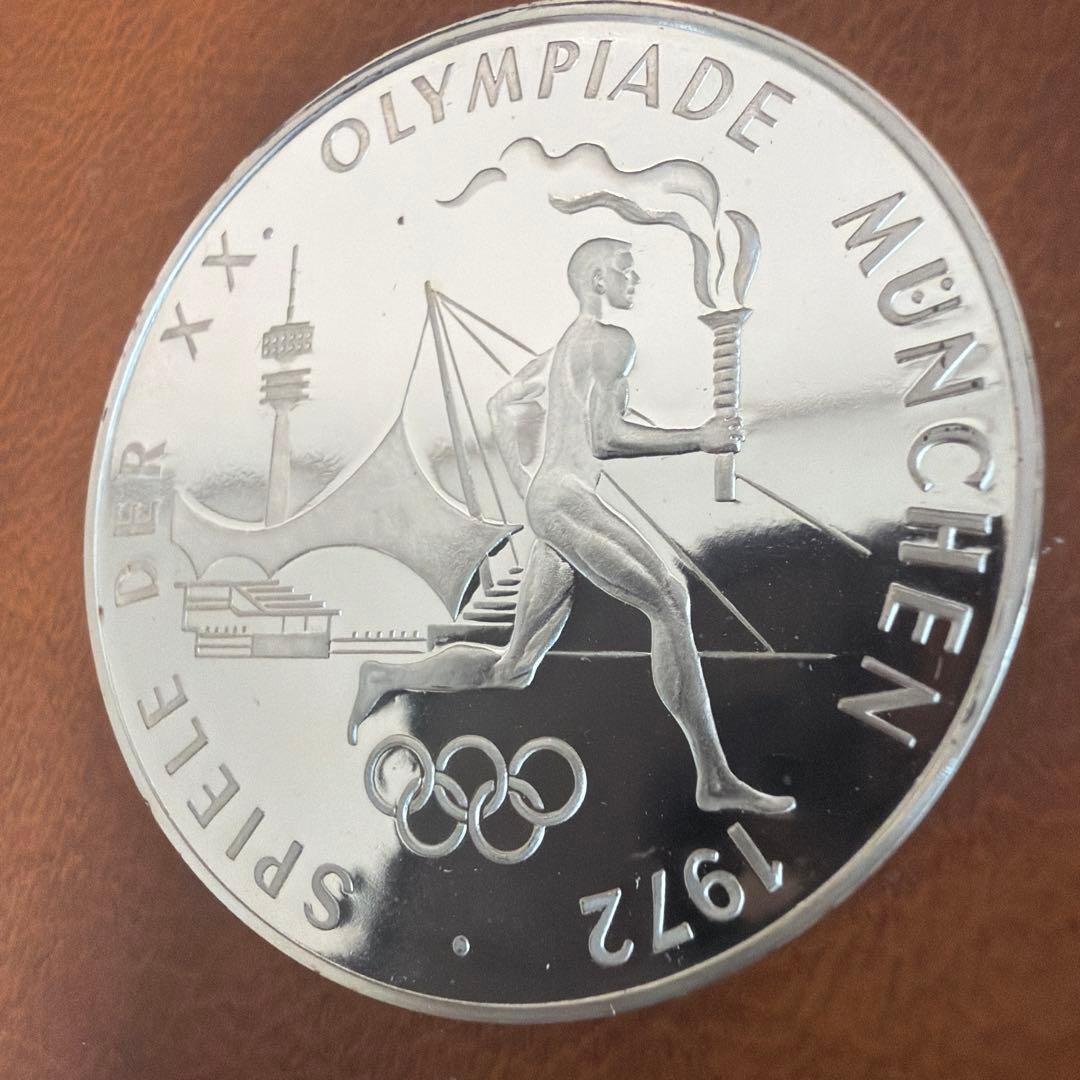 SPIELE DER XX. OLYMPIADE MÜNCHEN 1972